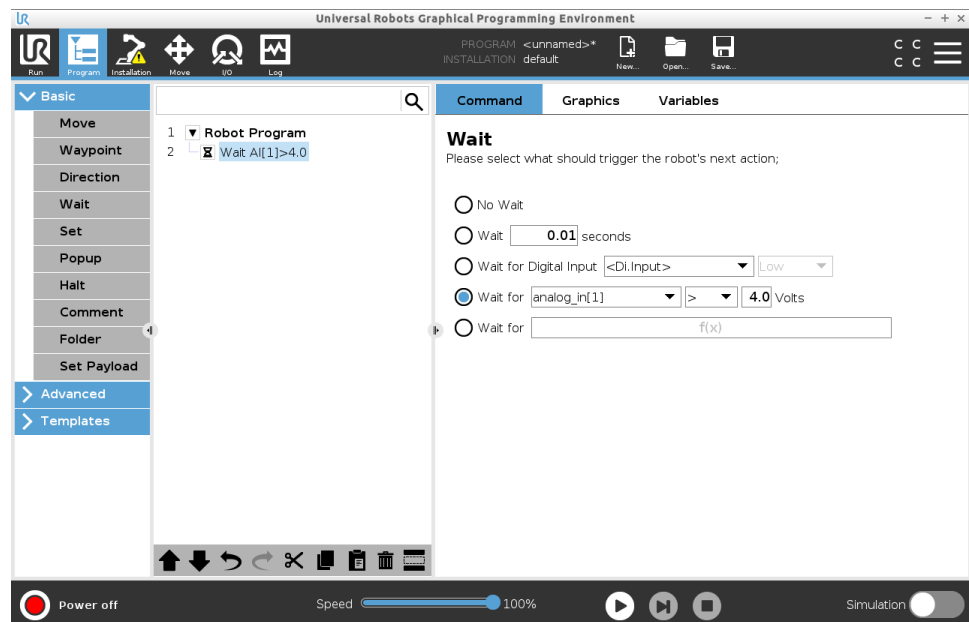 Universal Robots Graphical Programming Environment
PROGRAM <unnamed>*
INSTALLATION default
Run Program Installation Move I/O Log New... Open... Save...
C C
C C
Basic
Move
Waypoint
Direction
Wait
Set
Popup
Halt
Comment
Folder
Set Payload
Advanced
Templates
1 Robot Program
2 Wait AI[1]>4.0
Command Graphics Variables
Wait
Please select what should trigger the robot's next action;
No Wait
Wait 0.01 seconds
Wait for Digital Input <Di.Input> Low
Wait for analog_in[1] > 4.0 Volts
Wait for f(x)
Power off Speed 100% Simulation